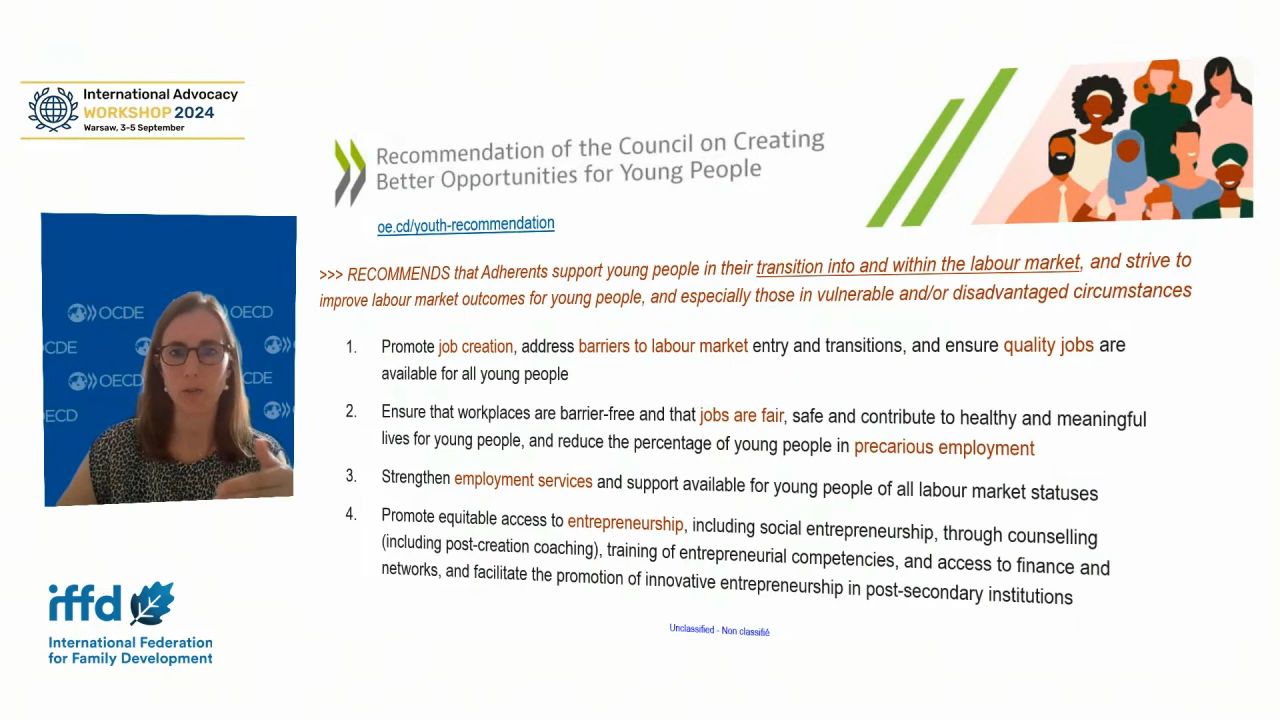 International Advocacy
WORKSHOP 2024
Warsaw, 3-5 September
Recommendation of the Council on Creating
Better Opportunities for Young People
oe.cd/youth-recommendation
>>> RECOMMENDS that Adherents support young people in their transition into and within the labour market, and strive to
improve labour market outcomes for young people, and especially those in vulnerable and/or disadvantaged circumstances
1. Promote job creation, address barriers to labour market entry and transitions, and ensure quality jobs are
available for all young people
2. Ensure that workplaces are barrier-free and that jobs are fair, safe and contribute to healthy and meaningful
lives for young people, and reduce the percentage of young people in precarious employment
3. Strengthen employment services and support available for young people of all labour market statuses
4. Promote equitable access to entrepreneurship, including social entrepreneurship, through counselling
(including post-creation coaching), training of entrepreneurial competencies, and access to finance and
networks, and facilitate the promotion of innovative entrepreneurship in post-secondary institutions
Unclassified - Non classifié
OCDE
OECD
CDE
OECD
CDE
ECD
iffd
International Federation
for Family Development